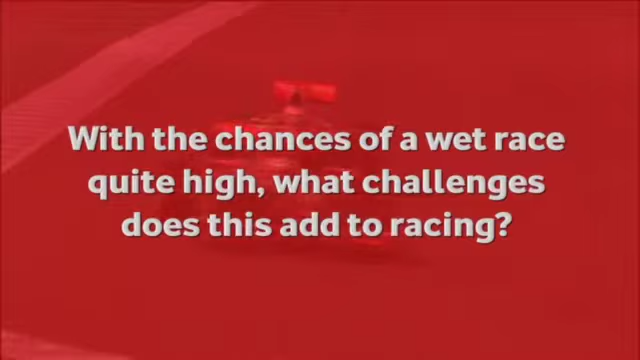 With the chances of a wet race
quite high, what challenges
does this add to racing?